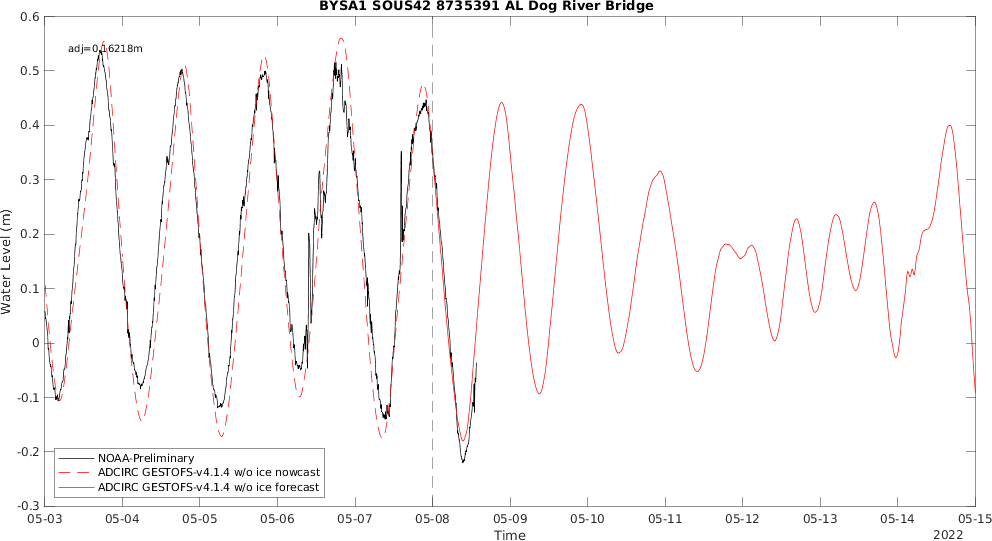 BYSA1 SOUS42 8735391 AL Dog River Bridge
adj=0.16218m
0.6
0.5
0.4
0.3
0.2
0.1
0
-0.1
-0.2
-0.3
Water Level (m)
NOAA-Preliminary
ADCIRC GESTOFS-v4.1.4 w/o ice nowcast
ADCIRC GESTOFS-v4.1.4 w/o ice forecast
05-03 05-04 05-05 05-06 05-07 05-08 05-09 05-10 05-11 05-12 05-13 05-14 05-15
Time
2022